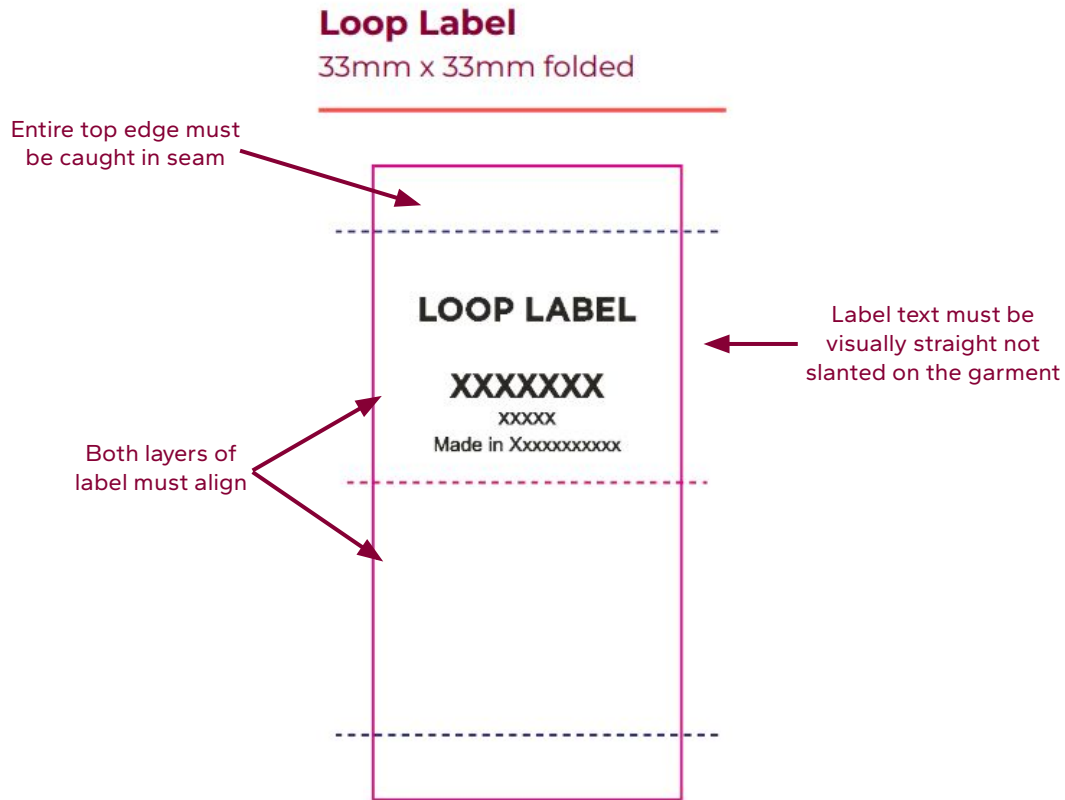 Loop Label
33mm x 33mm folded
Entire top edge must
be caught in seam
LOOP LABEL
Label text must be
visually straight not
slanted on the garment
XXXXXXX
xxxxx
Made in Xxxxxxxxxxx
Both layers of
label must align